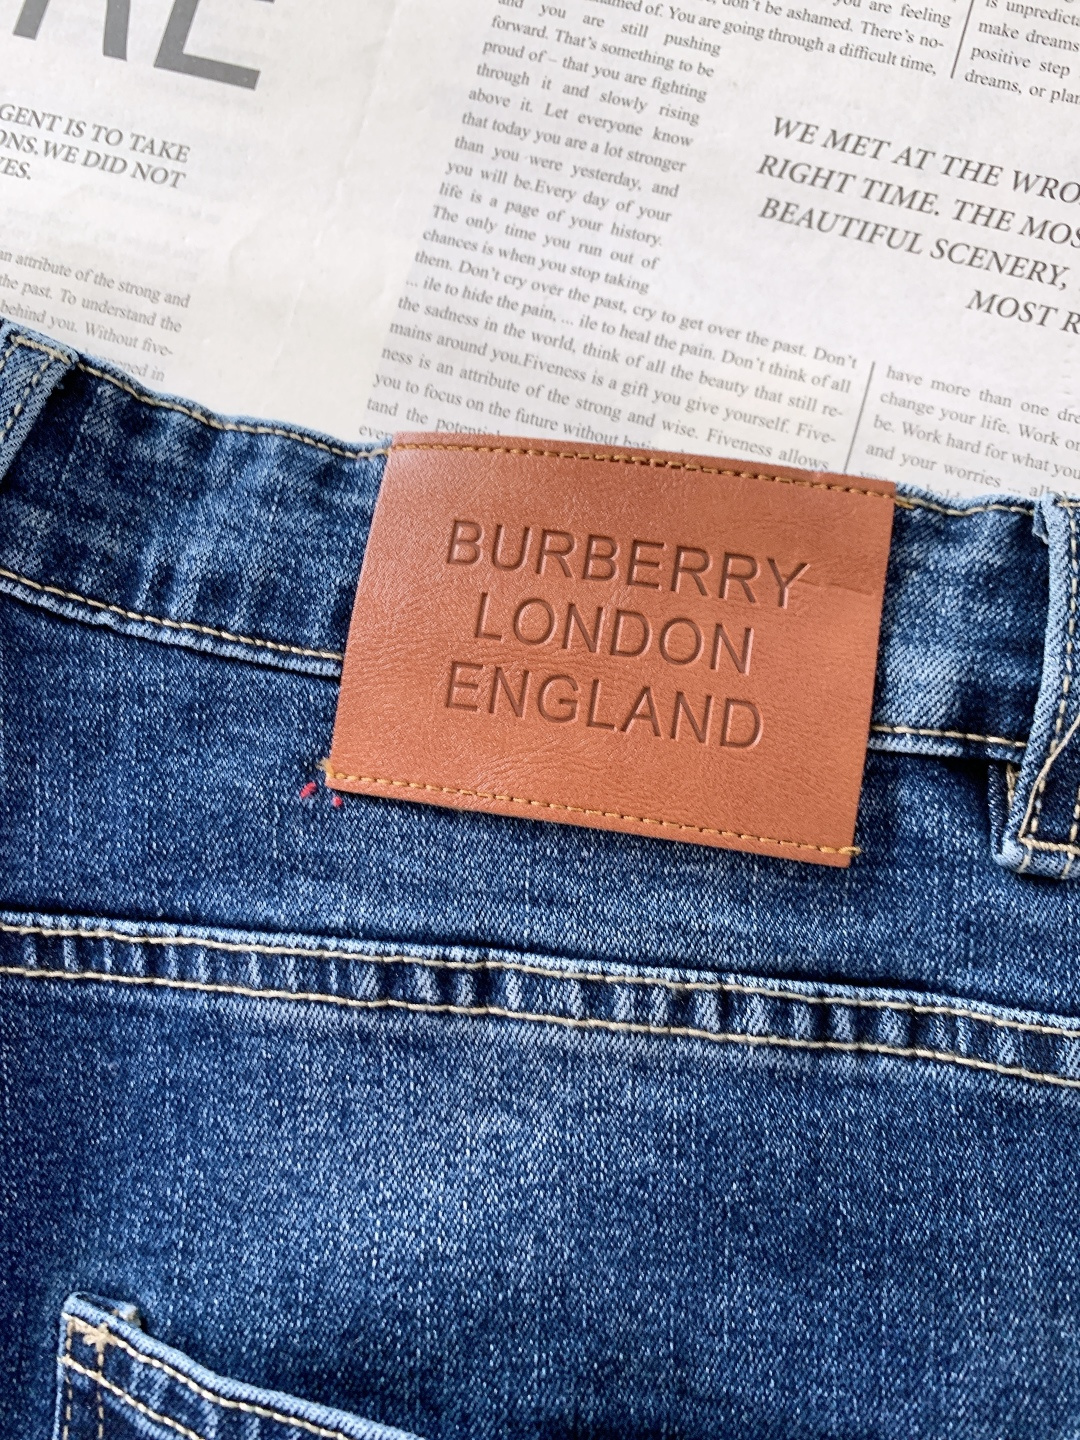 GENT IS TO TAKE
ONS. WE DID NOT
an attribute of the strong and
the past. To understand the
behind you. Without five-
and you are still pushing
forward. That's something to be
proud of – that you are fighting
through it and slowly rising
above it. Let everyone know
that today you are a lot stronger
than you were yesterday, and
you will be.Every day of your
life is a page of your history.
The only time you run out of
chances is when you stop taking
them. Don't cry over the past, cry to get over the past. Don't
... ile to hide the pain, ... ile to heal the pain. Don't think of all
the sadness in the world, think of all the beauty that still re-
mains around you.Fiveness is a gift you give yourself. Five-
ness is an attribute of the strong and wise. Fiveness allows
you to focus on the future without
tand the
of. You are going through a difficult time,
don't be ashamed. There's no-
you are feeling
is unpredicta
make dreams
positive step
dreams, or plan
WE MET AT THE WRO
RIGHT TIME. THE MOS
BEAUTIFUL SCENERY,
MOST R
have more than one dre
change your life. Work on
be. Work hard for what you
and your worries ...
BURBERRY
LONDON
ENGLAND